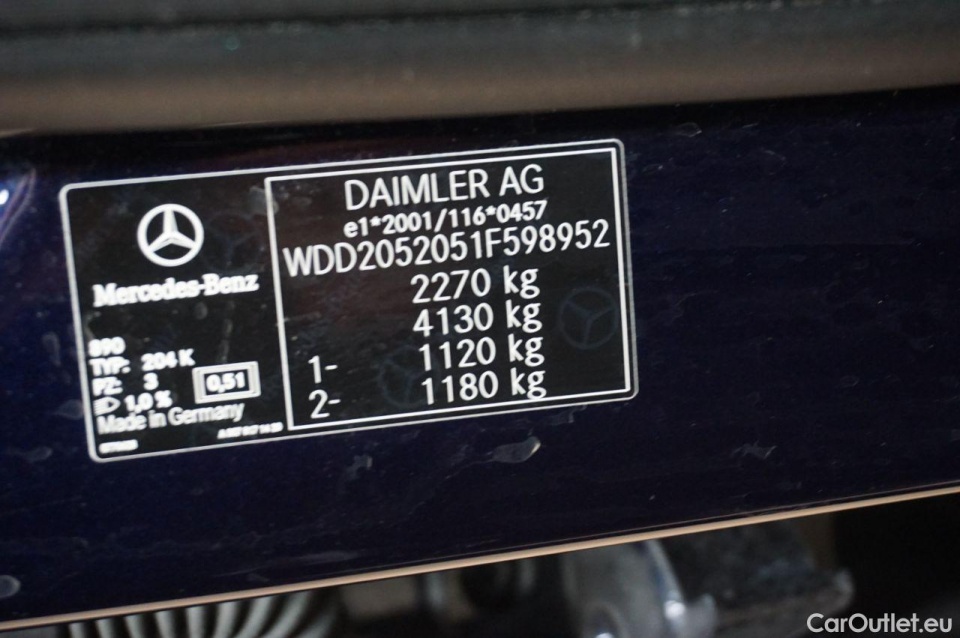 Mercedes-Benz
890
TYP: 204 K
PZ: 3
1,0 %
0,51
Made in Germany
DAIMLER AG
e1*2001/116*0457
WDD2052051F598952
2270 kg
4130 kg
1- 1120 kg
2- 1180 kg
CarOutlet.eu